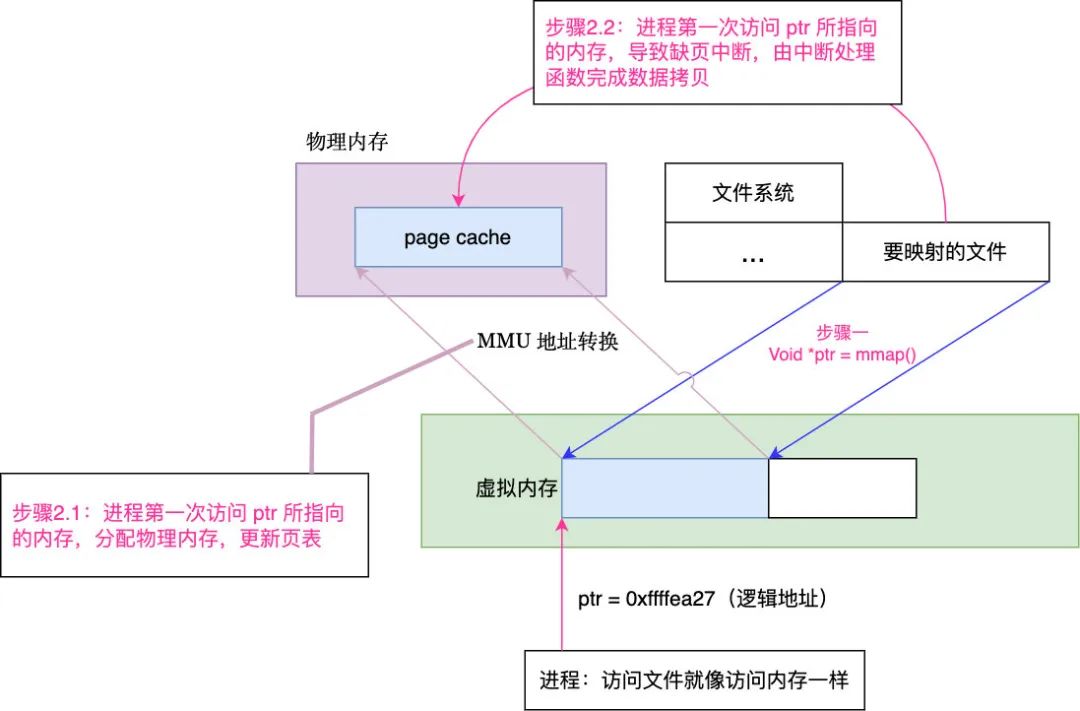 步骤2.2：进程第一次访问 ptr 所指向
的内存，导致缺页中断，由中断处理
函数完成数据拷贝
物理内存
文件系统
page cache
...
要映射的文件
步骤一
Void *ptr = mmap()
MMU 地址转换
虚拟内存
步骤2.1：进程第一次访问 ptr 所指向
的内存，分配物理内存，更新页表
ptr = 0xffffea27（逻辑地址）
进程：访问文件就像访问内存一样